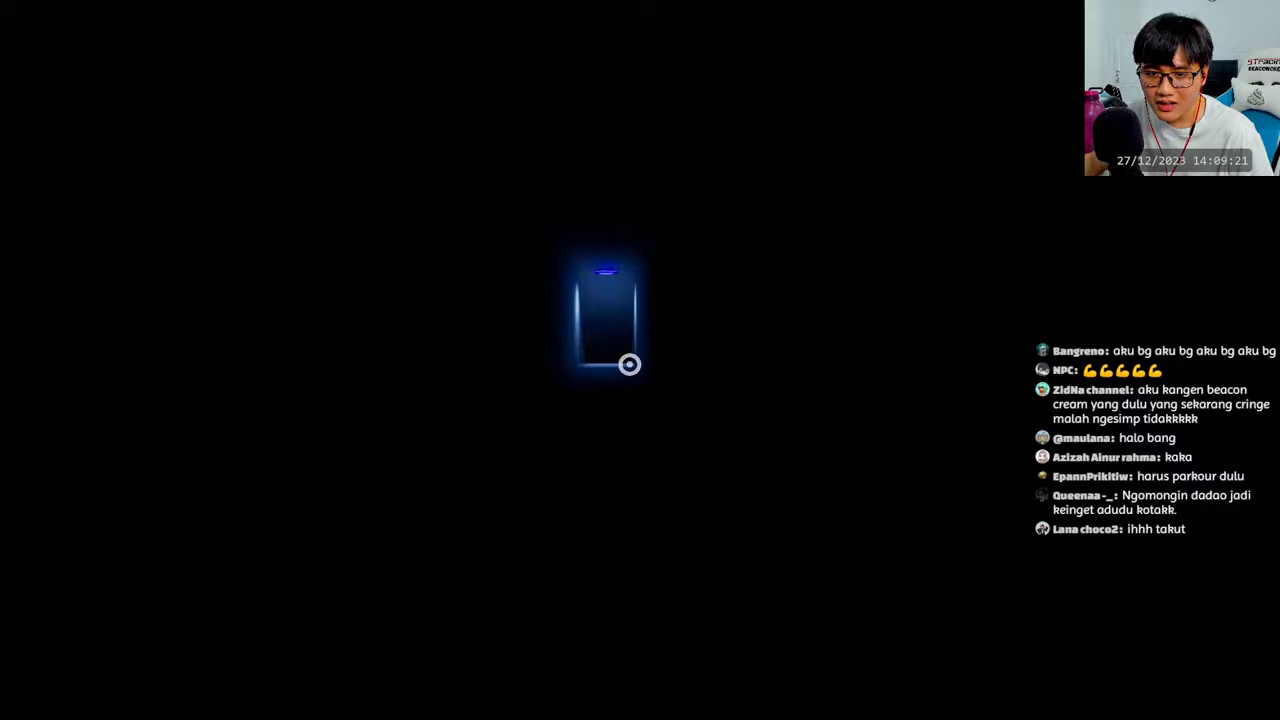 27/12/2023 14:09:21
Bangreno: aku bg aku bg aku bg aku bg
NPC: 💪💪💪💪💪
ZidNa channel: aku kangen beacon
cream yang dulu yang sekarang cringe
malah ngesimp tidakkkkk
@maulana: halo bang
Azizah Ainur rahma: kaka
EpannPrikitiw: harus parkour dulu
Queenaa-_: Ngomongin dadao jadi
keinget adudu kotakk.
Lana choco2: ihhh takut